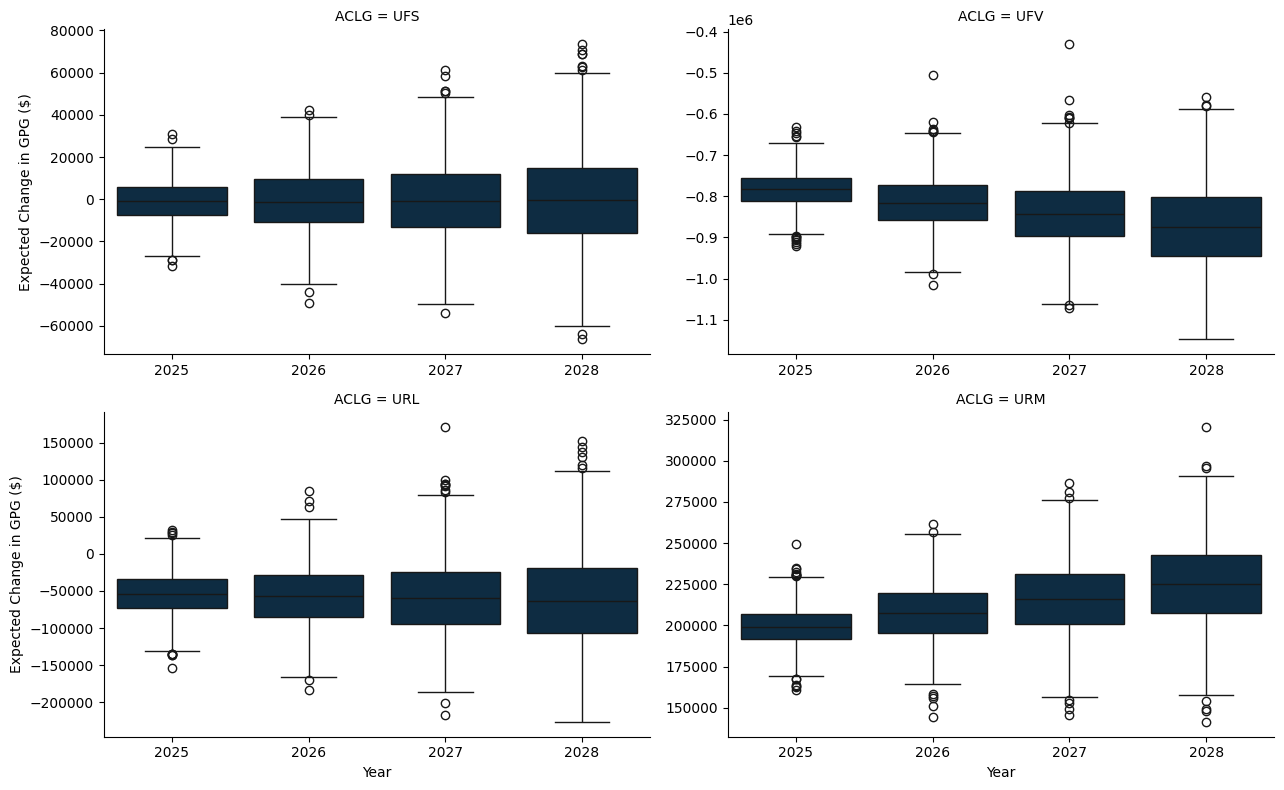 ACLG = UFS
Expected Change in GPG ($)
80000
60000
40000
20000
0
−20000
−40000
−60000
2025 2026 2027 2028
ACLG = UFV
1e6
−0.4
−0.5
−0.6
−0.7
−0.8
−0.9
−1.0
−1.1
2025 2026 2027 2028
ACLG = URL
Expected Change in GPG ($)
150000
100000
50000
0
−50000
−100000
−150000
−200000
2025 2026 2027 2028
Year
ACLG = URM
325000
300000
275000
250000
225000
200000
175000
150000
2025 2026 2027 2028
Year